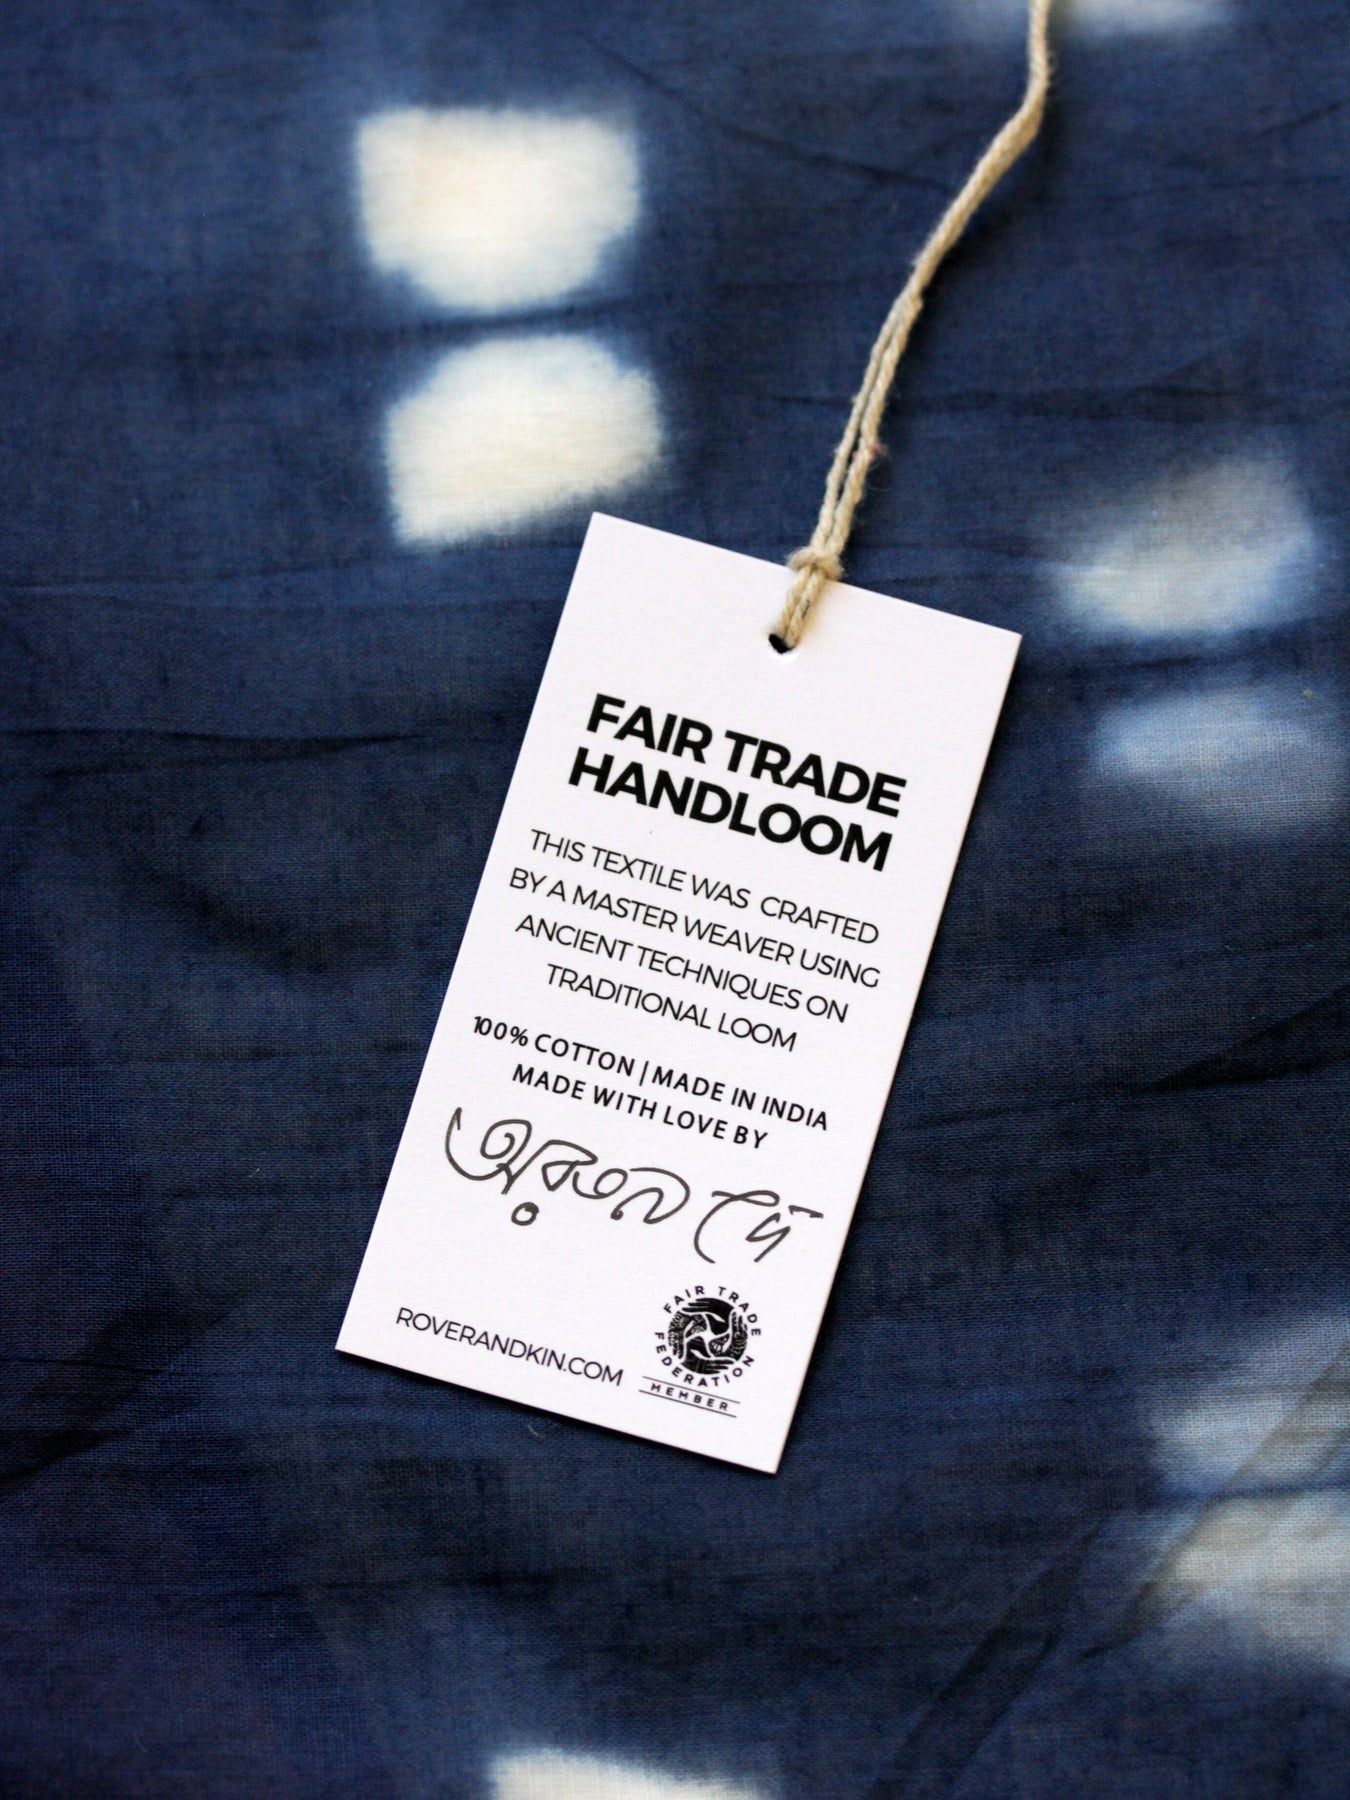 FAIR TRADE
HANDLOOM
THIS TEXTILE WAS CRAFTED
BY A MASTER WEAVER USING
ANCIENT TECHNIQUES ON
TRADITIONAL LOOM
100% COTTON | MADE IN INDIA
MADE WITH LOVE BY
ROVERANDKIN.COM
FAIR TRADE
FEDERATION
MEMBER